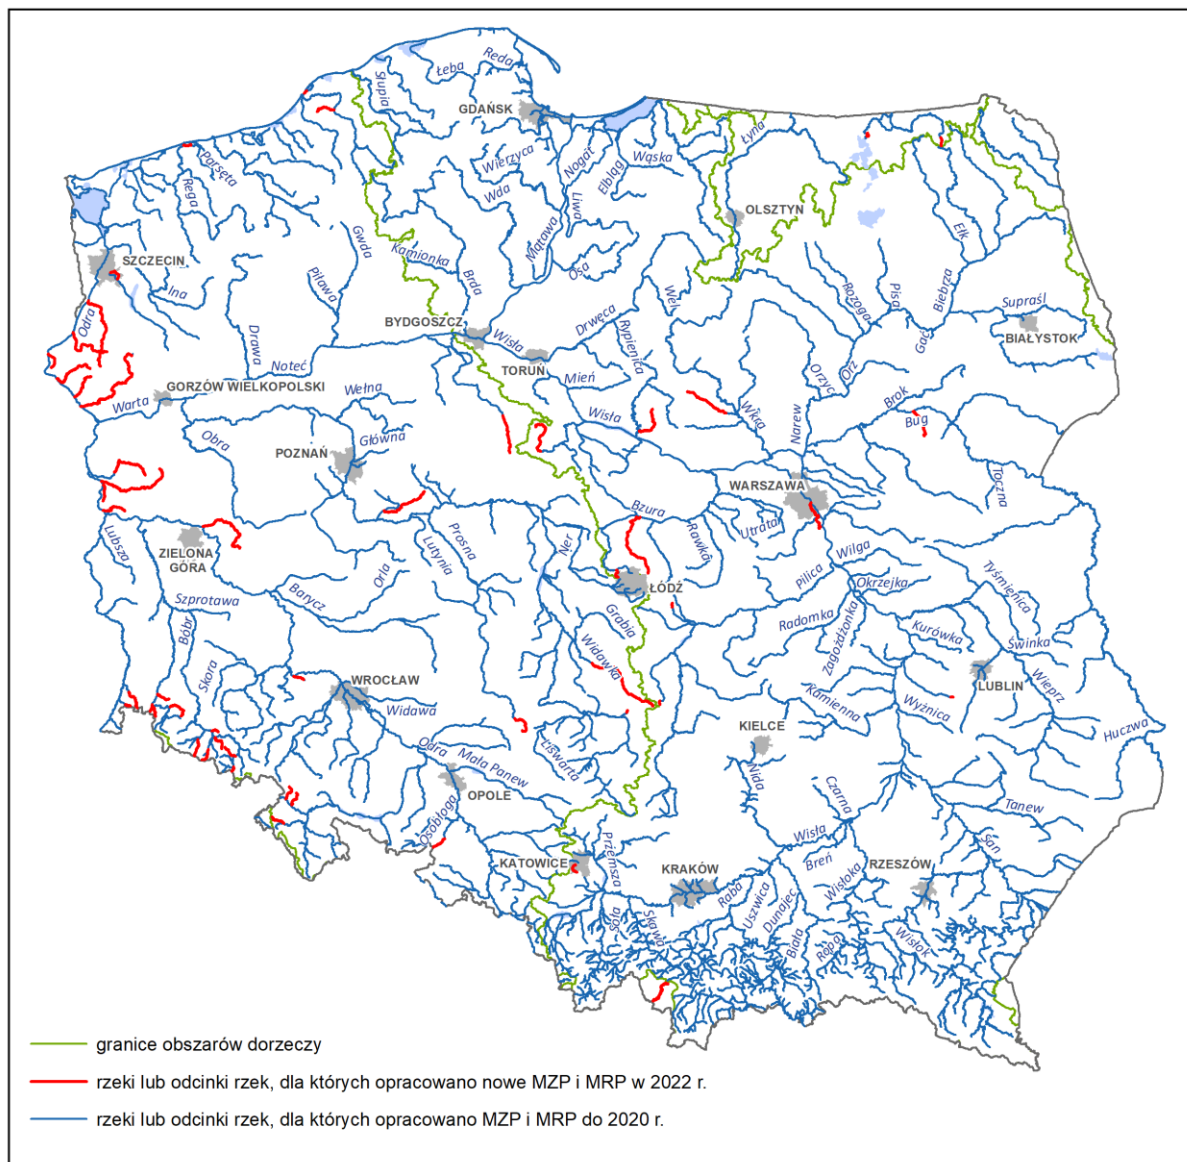 Reda
Łeba
Słupia
GDAŃSK
Łyna
Wierzyca
Nogat
Wąska
Elbląg
Wda
Liwa
Parsęta
Rega
OLSZTYN
Gwda
Mątawa
Ełk
Kamionka
SZCZECIN
Osa
Piława
Brda
Ina
Wel
Rozoga
Pisa
Biebrza
Supraśl
Odra
Drwęca
BYDGOSZCZ
Wisła
Rypienica
Gać
BIAŁYSTOK
Drawa
Noteć
TORUŃ
Orzyc
Orz
GORZÓW WIELKOPOLSKI
Wełna
Mień
Brok
Warta
Wisła
Wkra
Narew
Bug
Obra
Główna
POZNAŃ
Toczna
WARSZAWA
Bzura
Utrata
Lubsza
Prosna
Ner
Rawka
ZIELONA
GÓRA
Lutynia
Wilga
Orla
Pilica
Tyśmienica
ŁÓDŹ
Okrzejka
Szprotawa
Barycz
Grabia
Radomka
Zagożdżonka
Kurówka
Bóbr
Świnka
Widawka
Skora
WROCŁAW
LUBLIN
Wieprz
Widawa
Kamienna
Wyżnica
KIELCE
Huczwa
Odra
Mała Panew
Liswarta
Nida
OPOLE
Czarna
Tanew
Osobłoga
Wisła
San
Przemsza
KATOWICE
KRAKÓW
Breń
RZESZÓW
Wisłoka
Raba
Uszwica
Dunajec
Soła
Skawa
Biała
Ropa
Wisłok
granice obszarów dorzeczy
rzeki lub odcinki rzek, dla których opracowano nowe MZP i MRP w 2022 r.
rzeki lub odcinki rzek, dla których opracowano MZP i MRP do 2020 r.